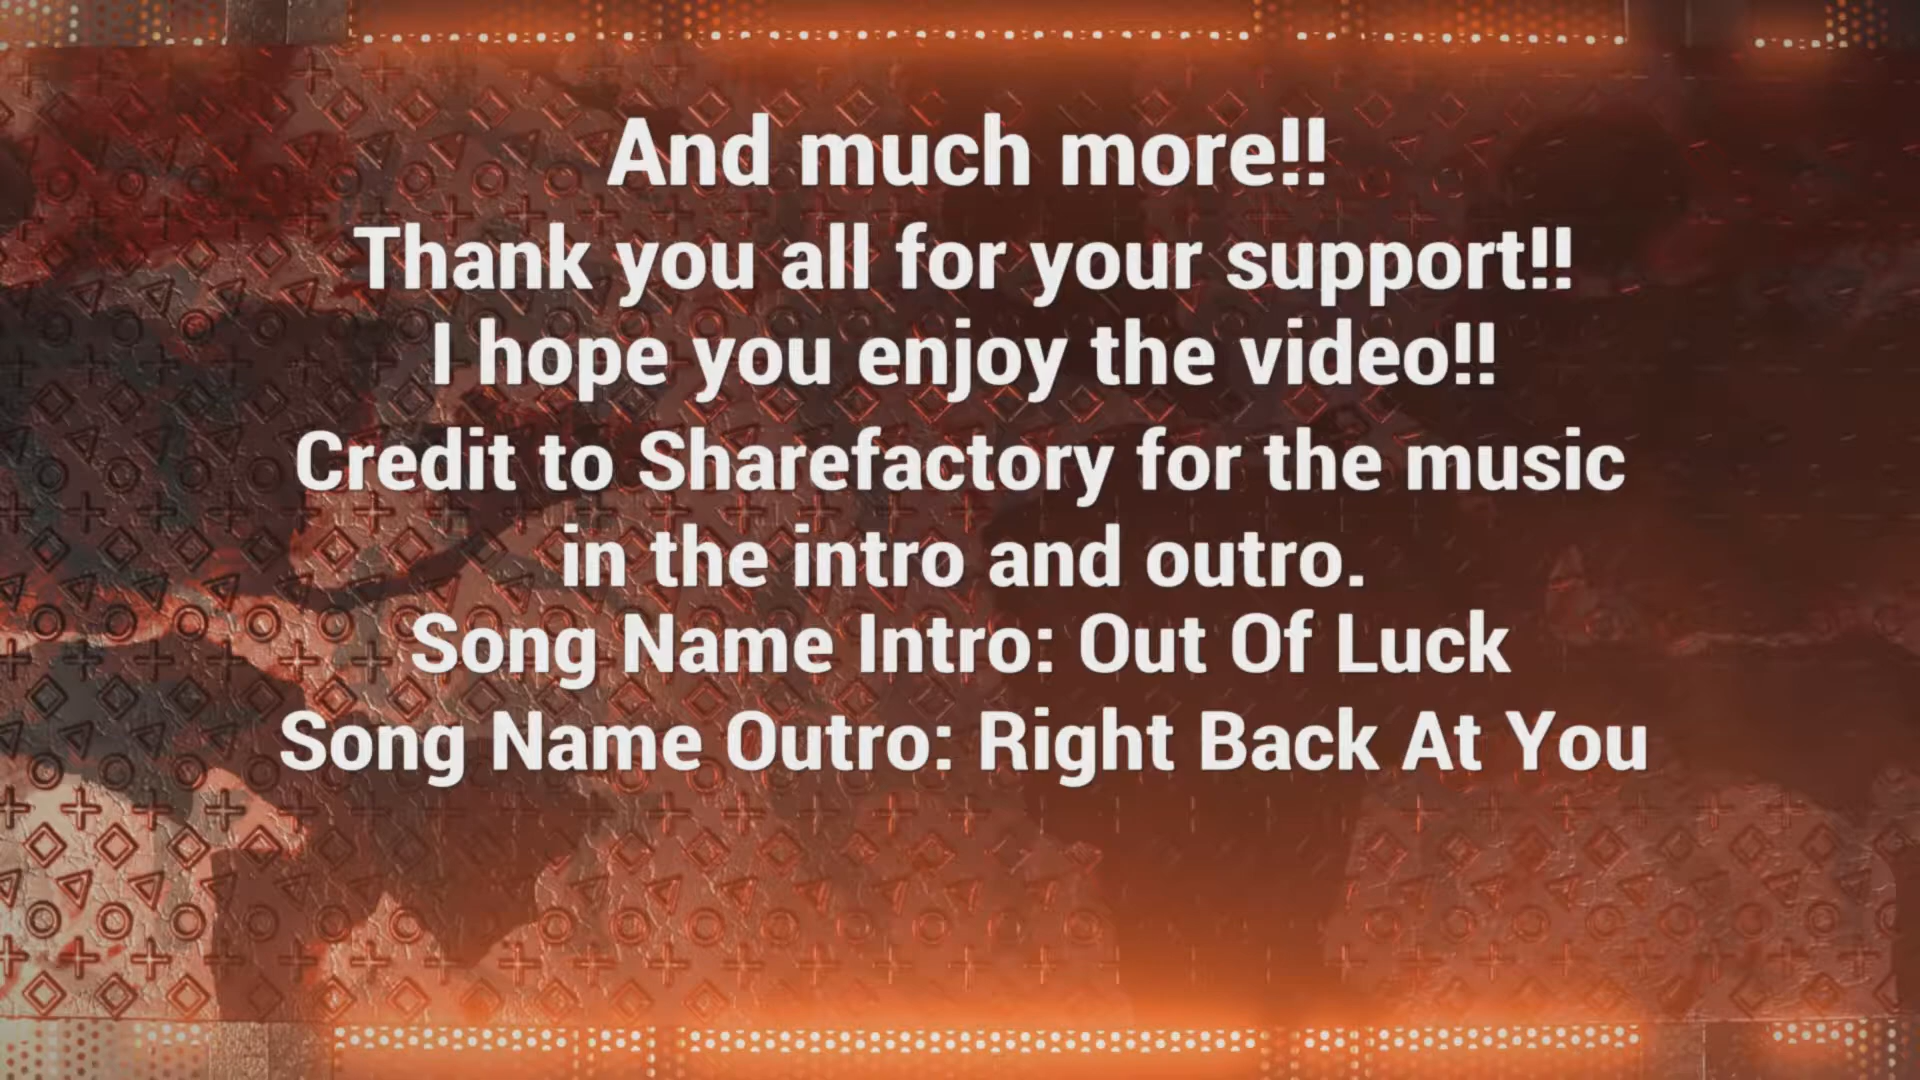 And much more!!
Thank you all for your support!!
I hope you enjoy the video!!
Credit to Sharefactory for the music
in the intro and outro.
Song Name Intro: Out Of Luck
Song Name Outro: Right Back At You